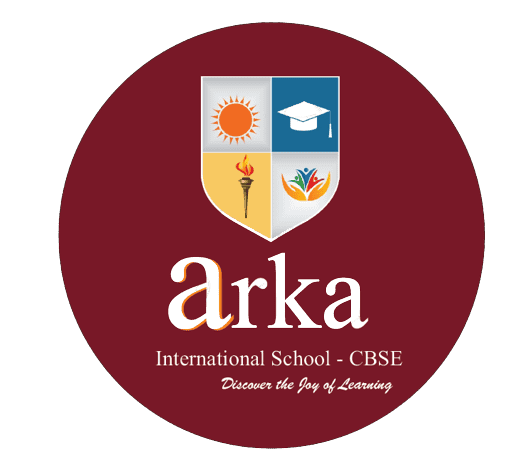 arka
International School - CBSE
Discover the Joy of Learning